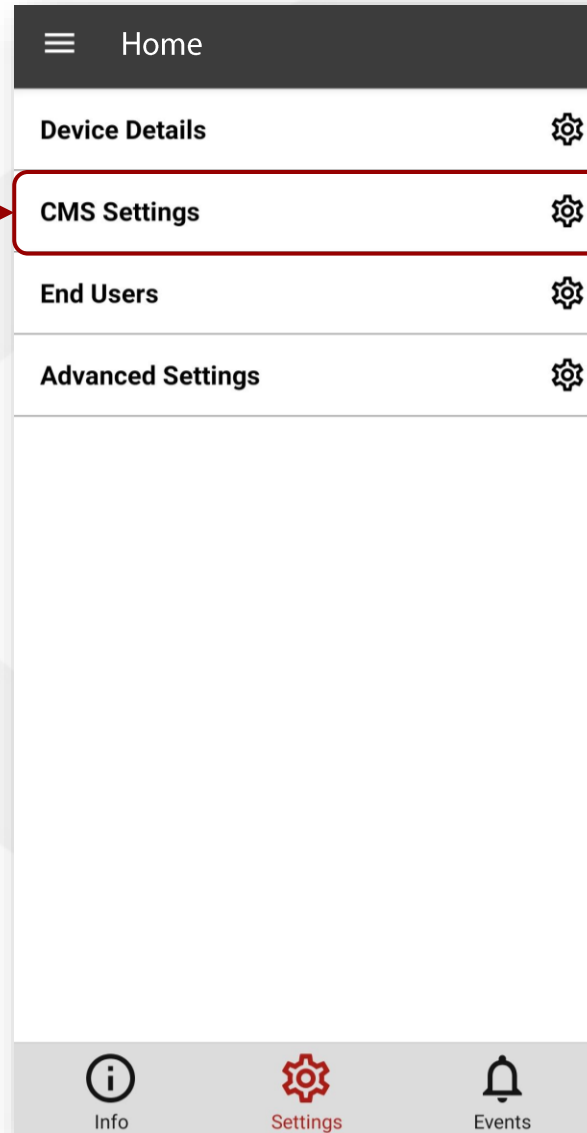 Home
Device Details
CMS Settings
End Users
Advanced Settings
Info
Settings
Events